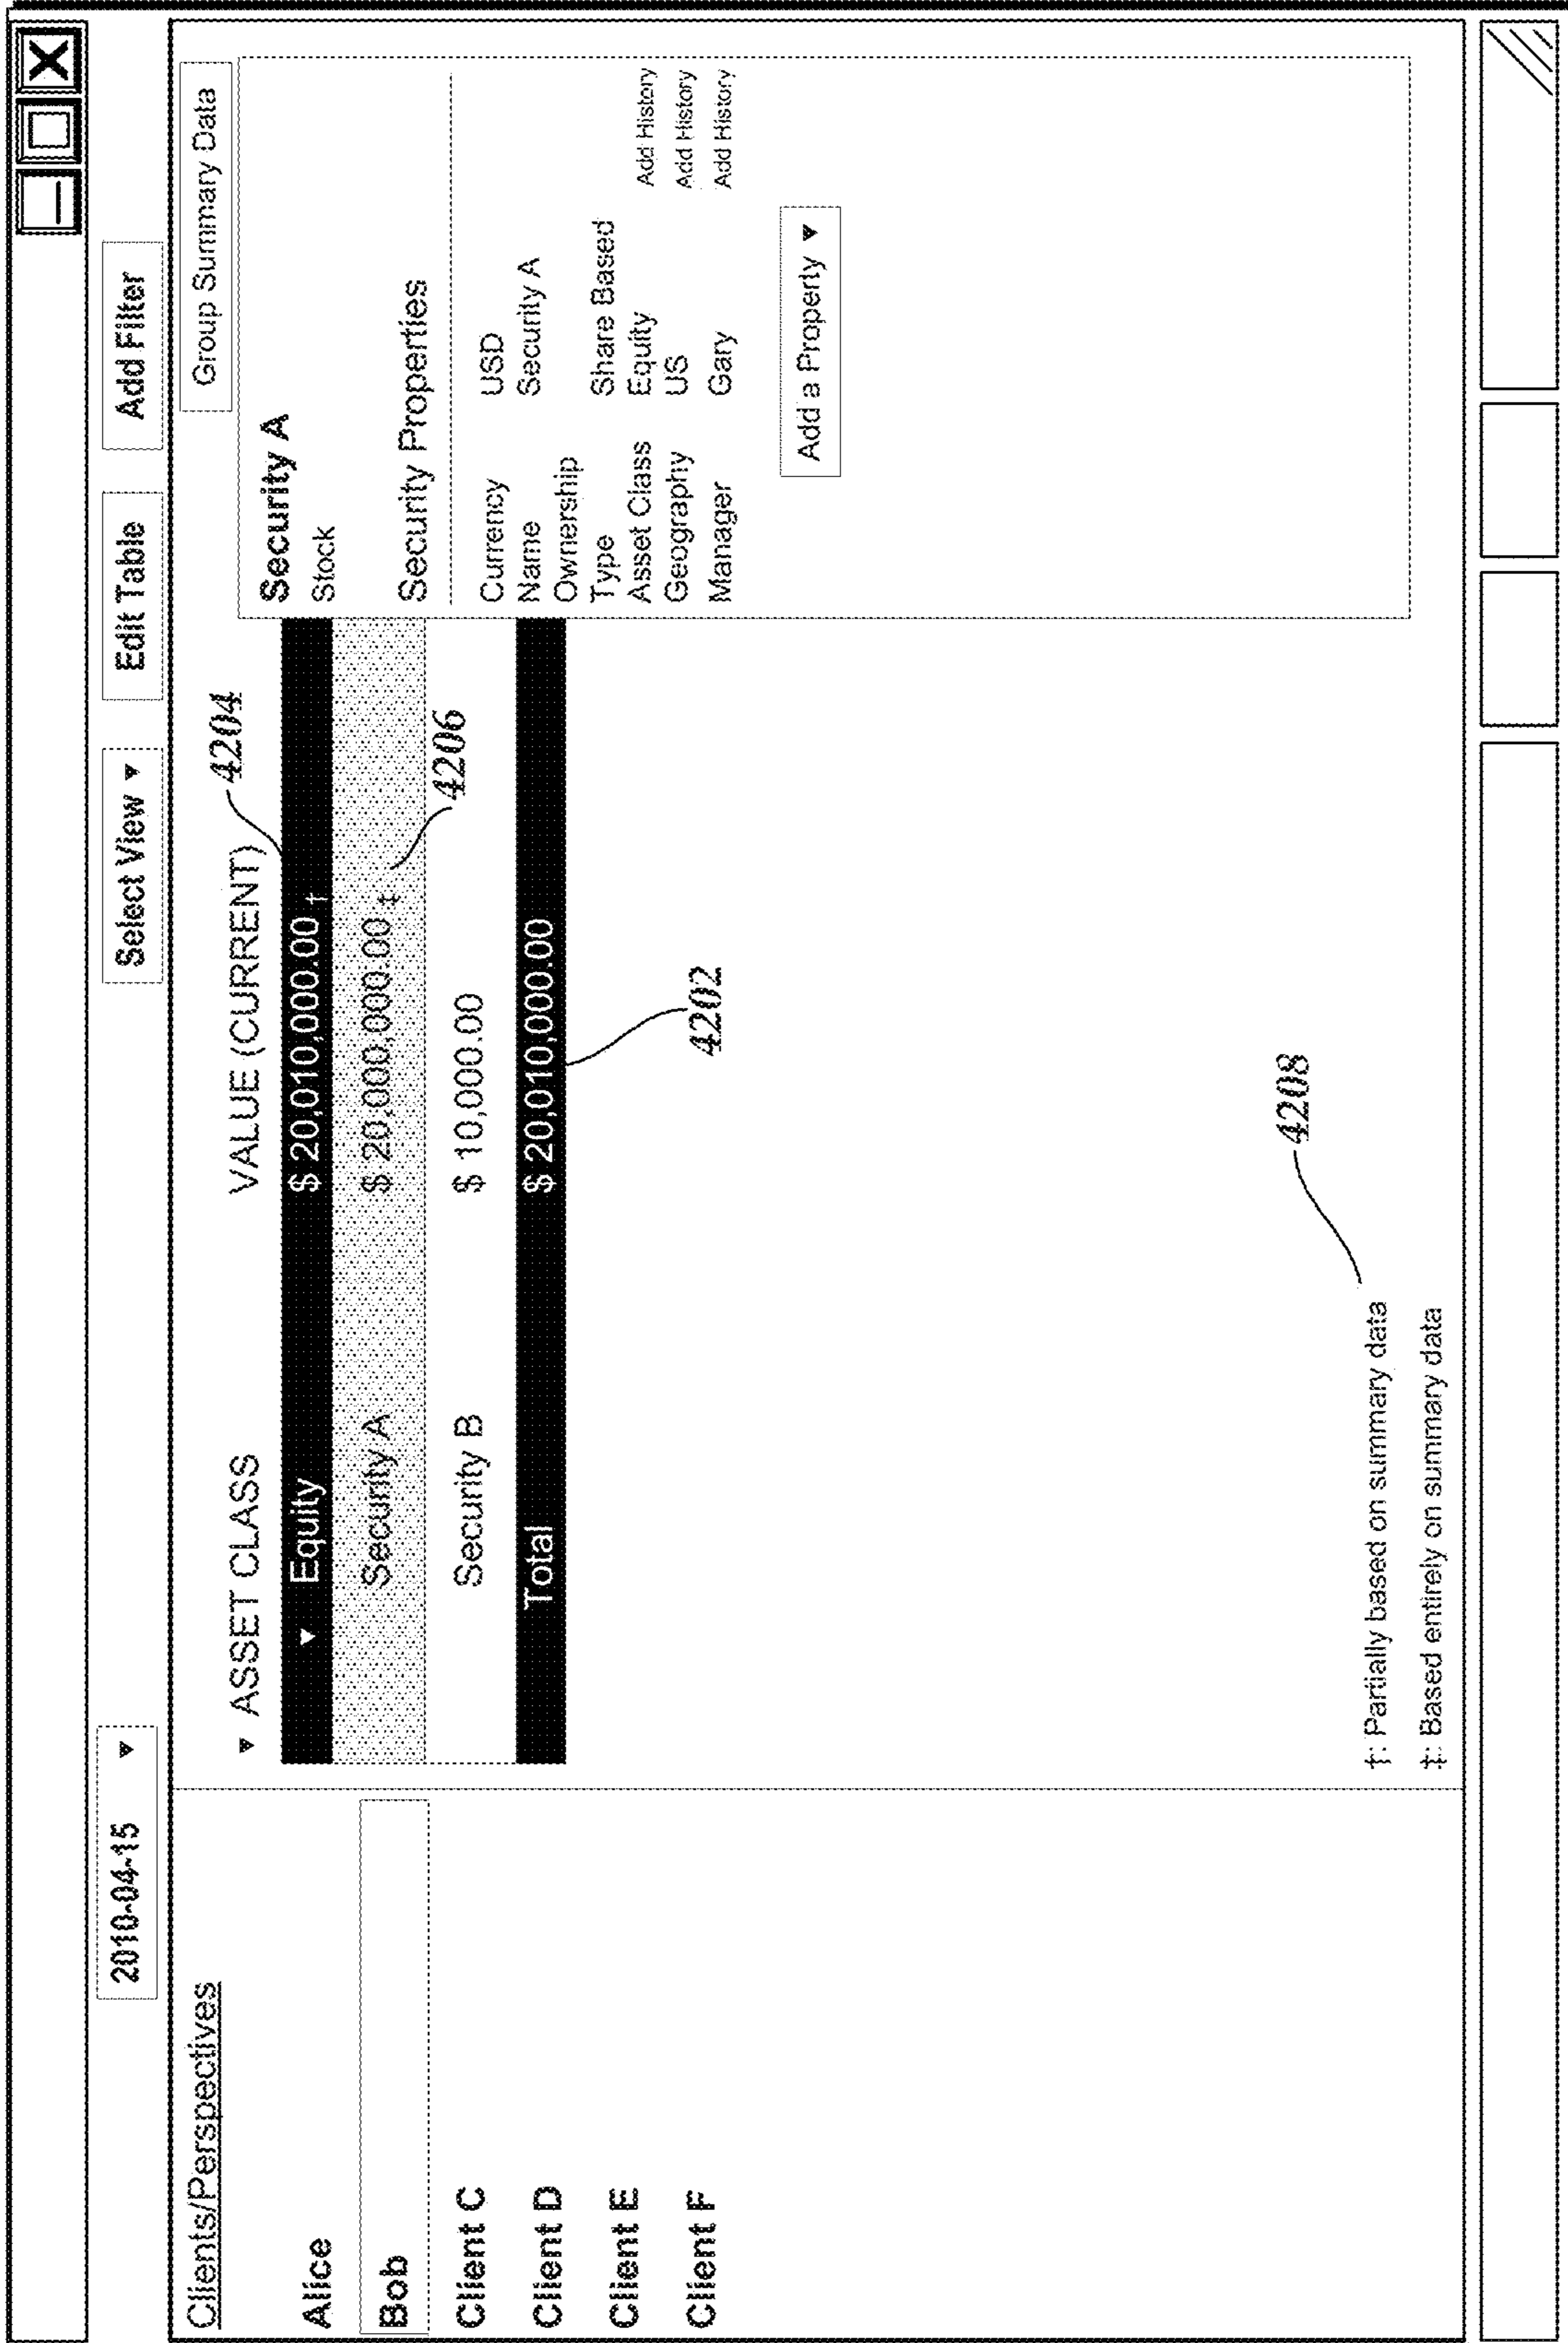 2010-04-15 ▼
Select View ▼
Edit Table
Add Filter
Clients/Perspectives
Alice
Bob
Client C
Client D
Client E
Client F
Group Summary Data
▼ ASSET CLASS VALUE (CURRENT)
4204
▼ Equity $ 20,010,000.00 †
Security A $ 20,000,000.00 ‡
4206
Security B $ 10,000.00
Total $ 20,010,000.00
4202
Security A
Stock
Security Properties
Currency USD
Name Security A
Ownership
Type Share Based
Asset Class Equity Add History
Geography US Add History
Manager Gary Add History
Add a Property ▼
4208
†: Partially based on summary data
‡: Based entirely on summary data